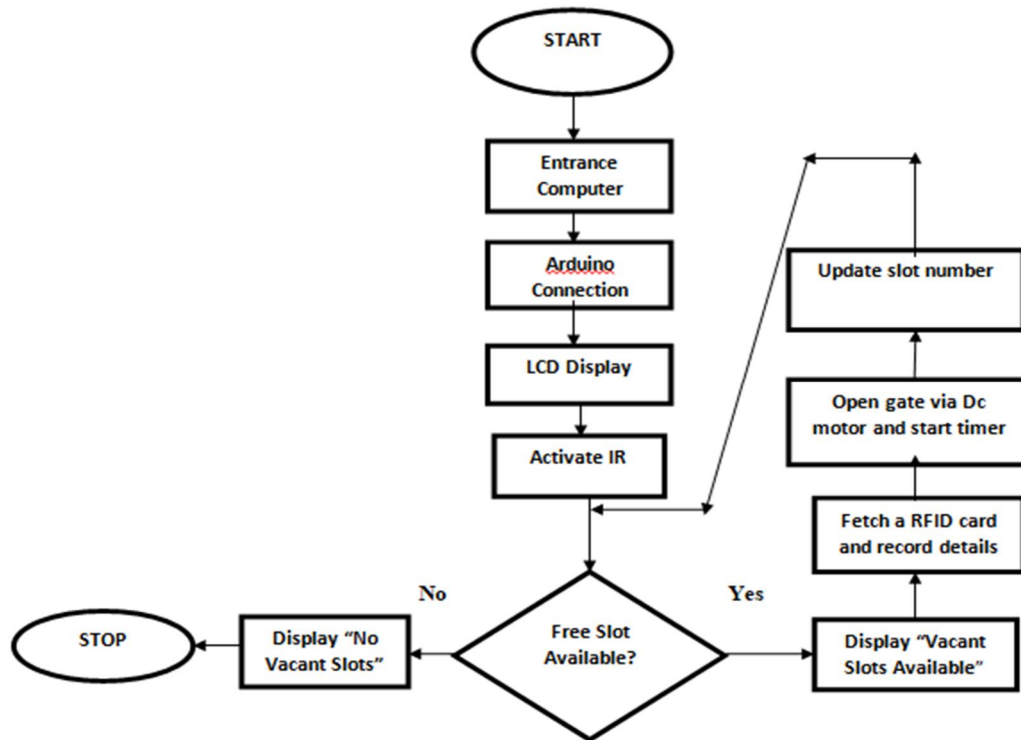 START
Entrance
Computer
Arduino
Connection
LCD Display
Activate IR
Free Slot
Available?
No
Display “No
Vacant Slots”
STOP
Yes
Display “Vacant
Slots Available”
Fetch a RFID card
and record details
Open gate via Dc
motor and start timer
Update slot number